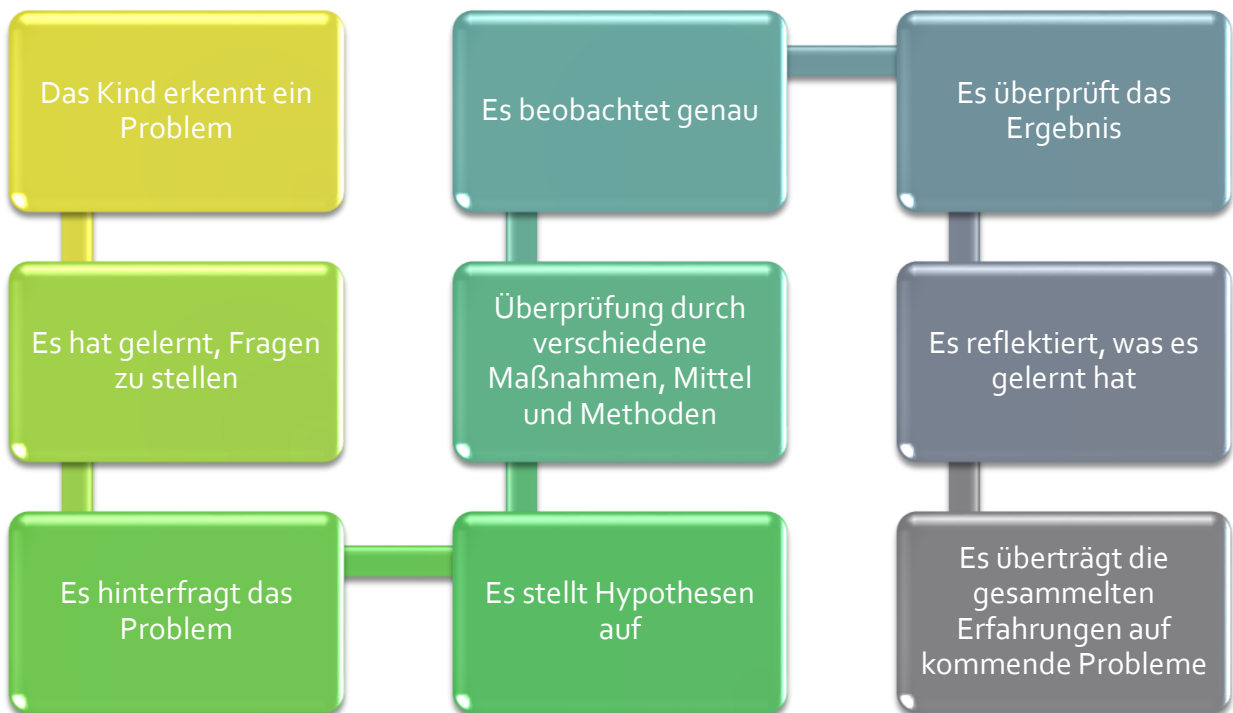 Das Kind erkennt ein
Problem
Es hat gelernt, Fragen
zu stellen
Es hinterfragt das
Problem
Es stellt Hypothesen
auf
Überprüfung durch
verschiedene
Maßnahmen, Mittel
und Methoden
Es beobachtet genau
Es überprüft das
Ergebnis
Es reflektiert, was es
gelernt hat
Es überträgt die
gesammelten
Erfahrungen auf
kommende Probleme